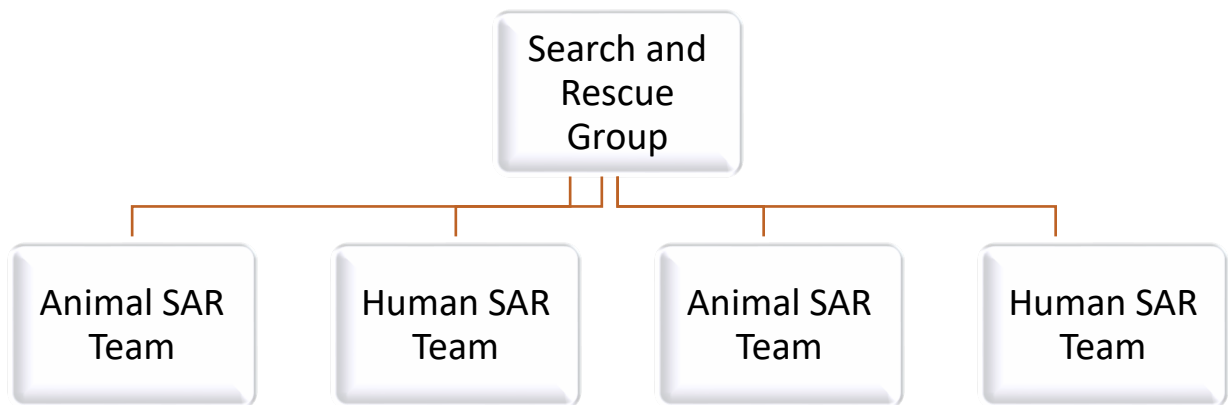 Search and
Rescue
Group
Animal SAR
Team
Human SAR
Team
Animal SAR
Team
Human SAR
Team